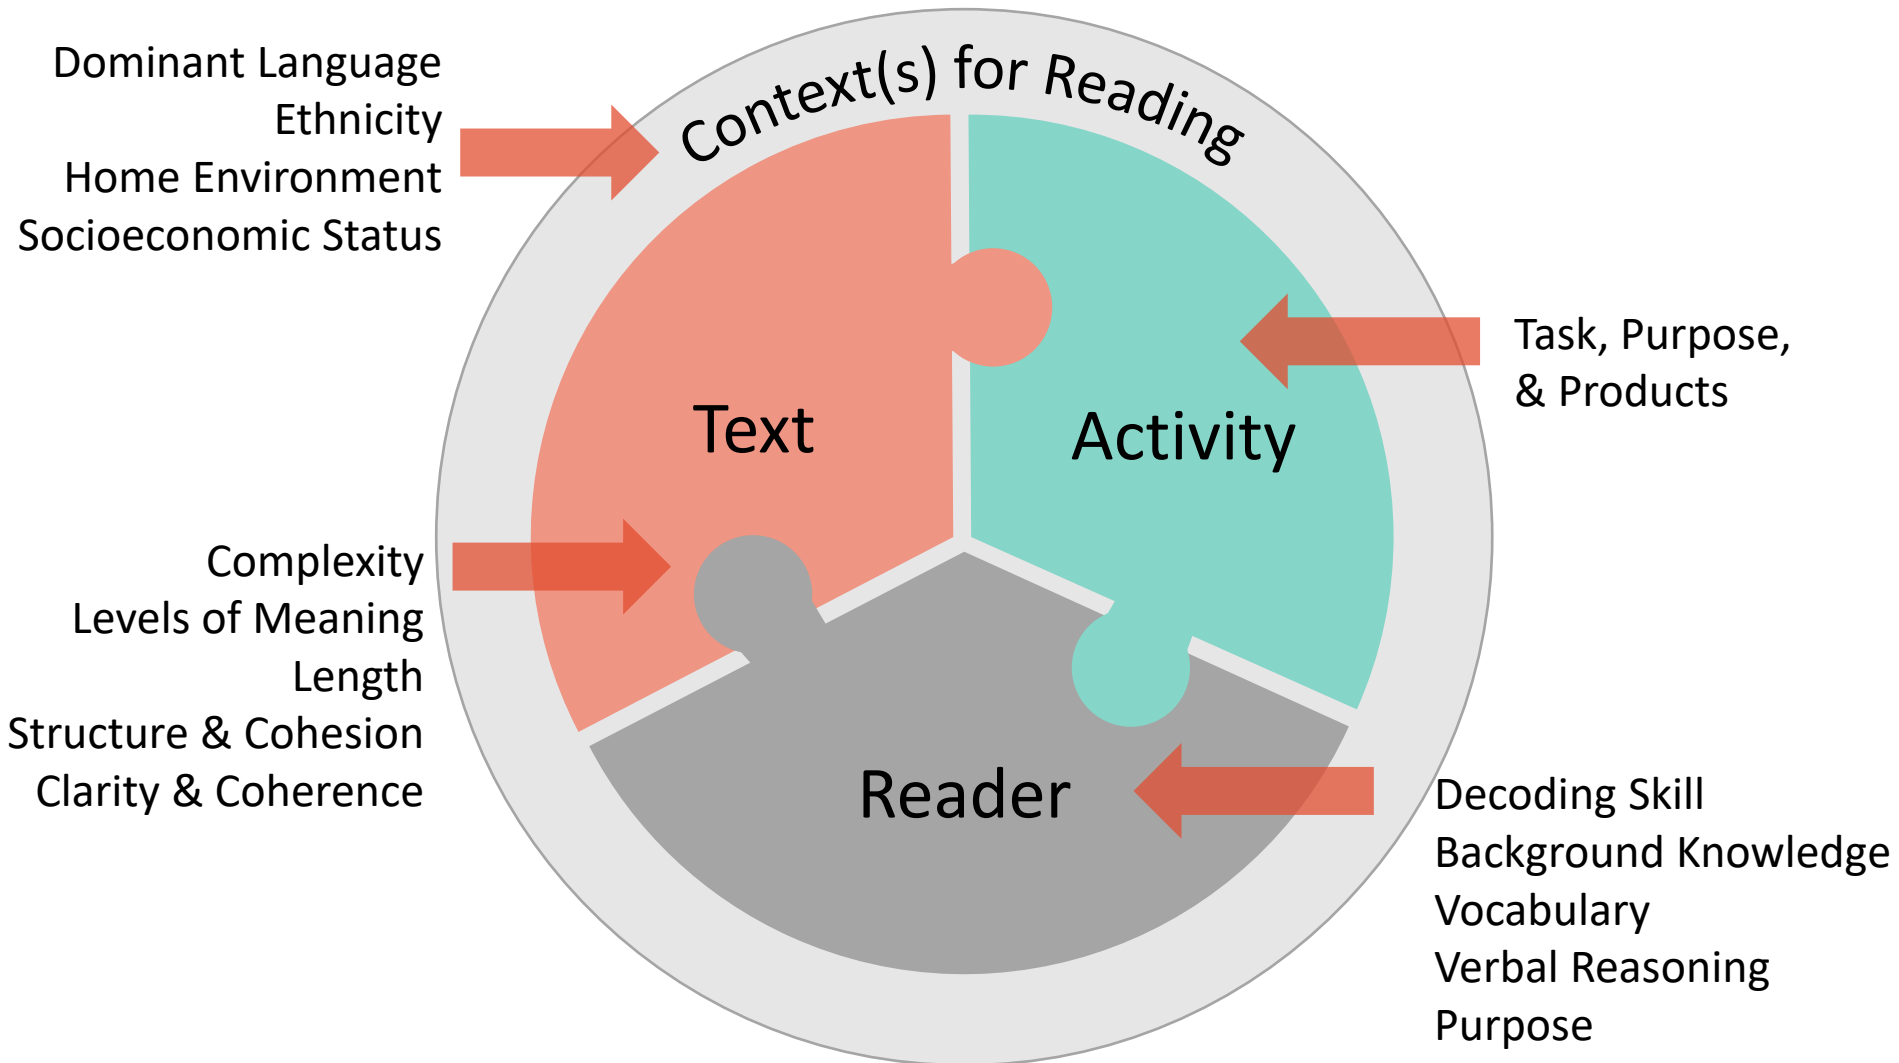 Context(s) for Reading
Dominant Language
Ethnicity
Home Environment
Socioeconomic Status
Text
Activity
Task, Purpose,
& Products
Complexity
Levels of Meaning
Length
Structure & Cohesion
Clarity & Coherence
Reader
Decoding Skill
Background Knowledge
Vocabulary
Verbal Reasoning
Purpose